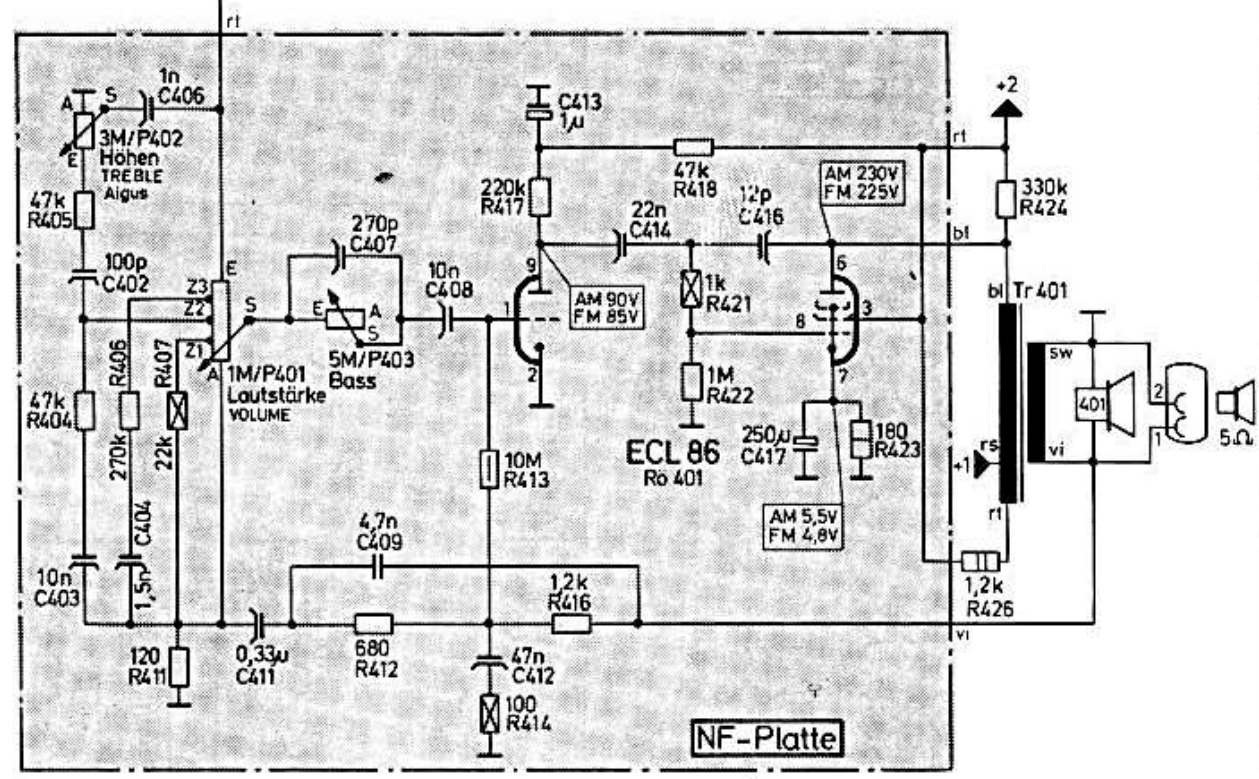 rt
1n
C406
A
S
E
3M/P402
Höhen
TREBLE
Aigus
47k
R405
100p
C402
Z3
Z2
Z1
E
S
A
1M/P401
Lautstärke
VOLUME
47k
R404
R406
270k
R407
22k
10n
C403
C404
1,5n
120
R411
270p
C407
E
A
S
5M/P403
Bass
10n
C408
C413
1µ
220k
R417
47k
R418
22n
C414
12p
C416
9
1
2
AM 90V
FM 85V
1k
R421
1M
R422
AM 230V
FM 225V
6
3
8
7
ECL 86
Rö 401
250µ
C417
180
R423
AM 5,5V
FM 4,8V
10M
R413
4,7n
C409
0,33µ
C411
680
R412
1,2k
R416
47n
C412
100
R414
NF-Platte
rt
bl
+2
330k
R424
bl
Tr 401
sw
vi
rs
+1
rt
1,2k
R426
vi
401
2
1
5Ω